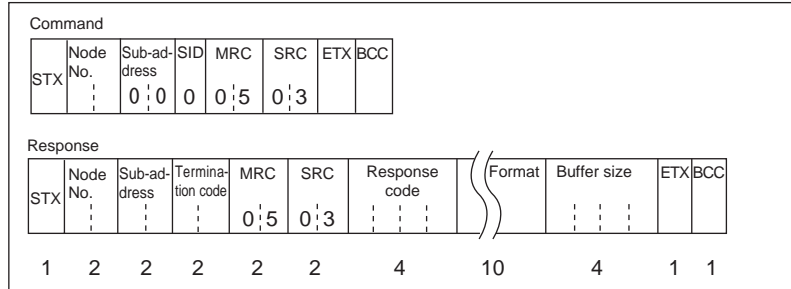 Command
STX Node No. Sub-ad-dress SID MRC SRC ETX BCC
0 0 0 0 5 0 3
Response
STX Node No. Sub-ad-dress Termina-tion code MRC SRC Response code Format Buffer size ETX BCC
0 5 0 3
1 2 2 2 2 2 4 10 4 1 1